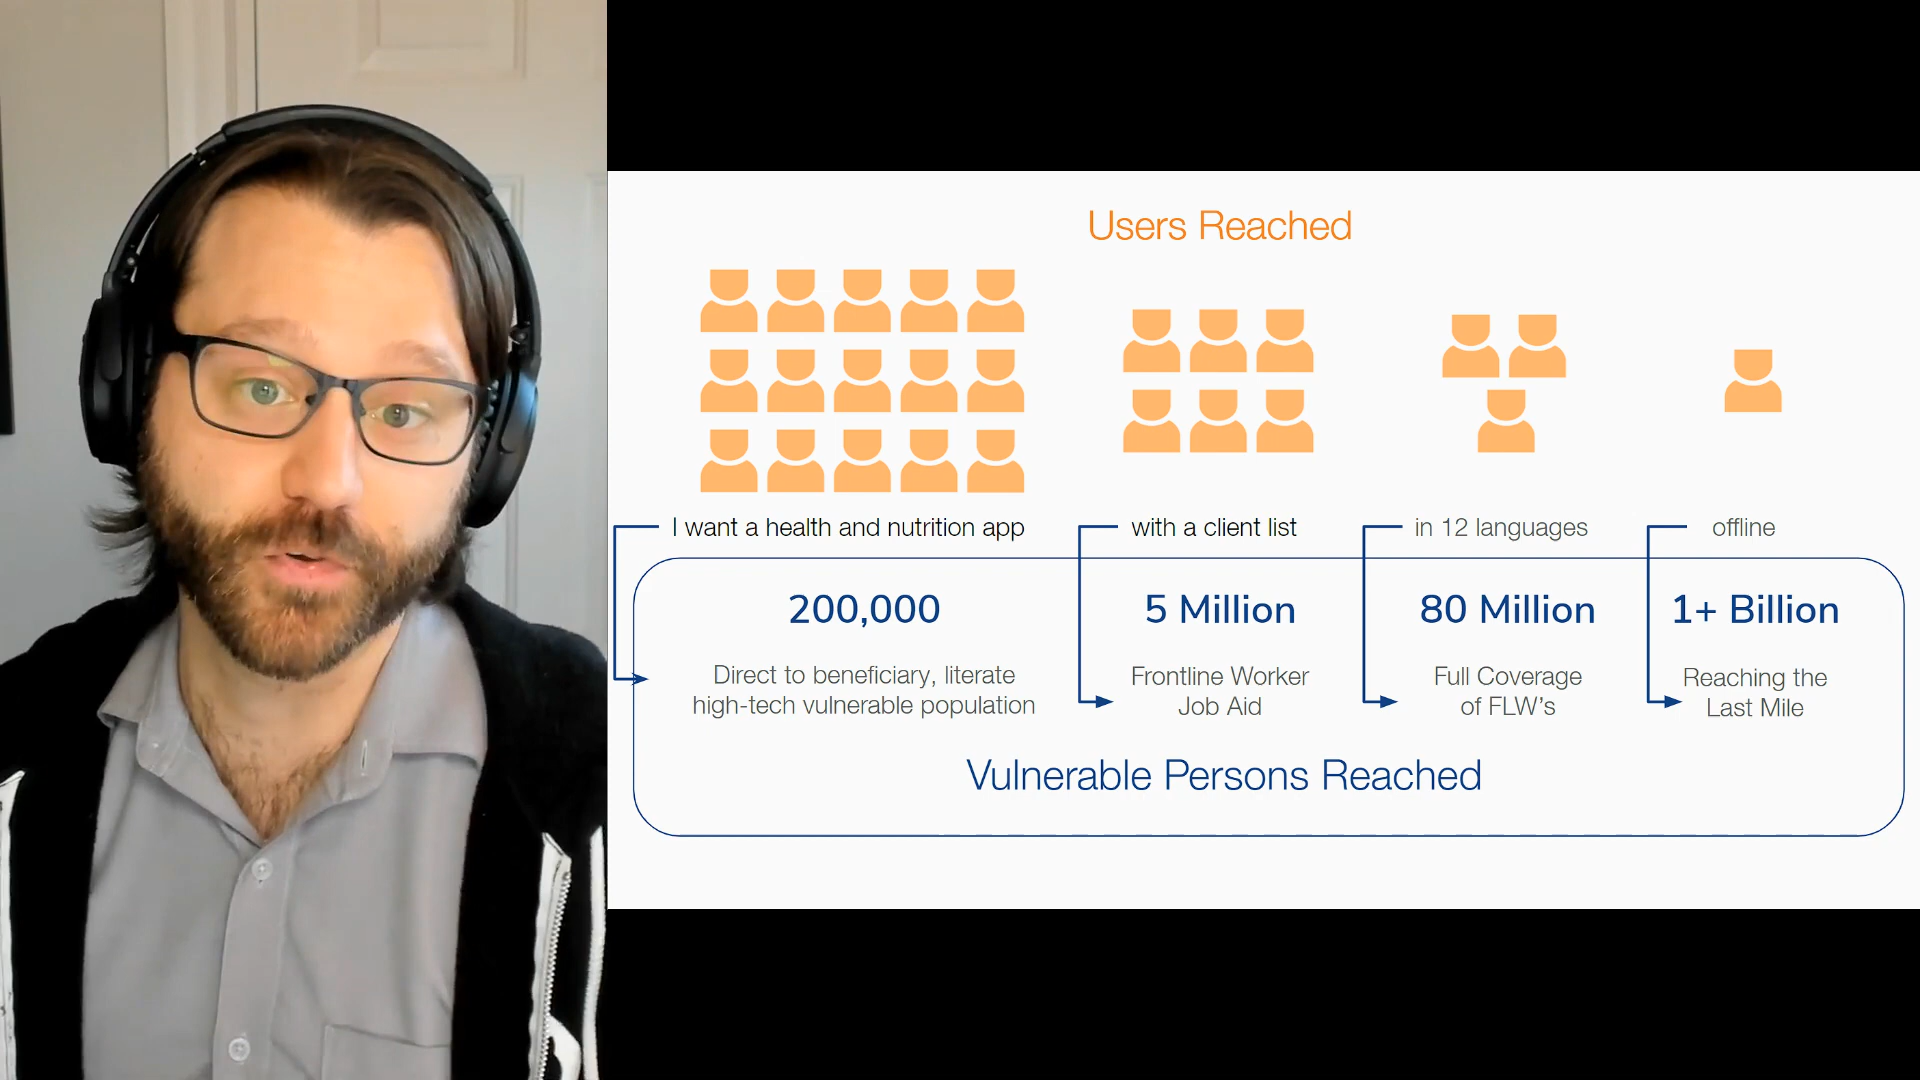 Users Reached
I want a health and nutrition app
with a client list
in 12 languages
offline
200,000
5 Million
80 Million
1+ Billion
Direct to beneficiary, literate
high-tech vulnerable population
Frontline Worker
Job Aid
Full Coverage
of FLW's
Reaching the
Last Mile
Vulnerable Persons Reached